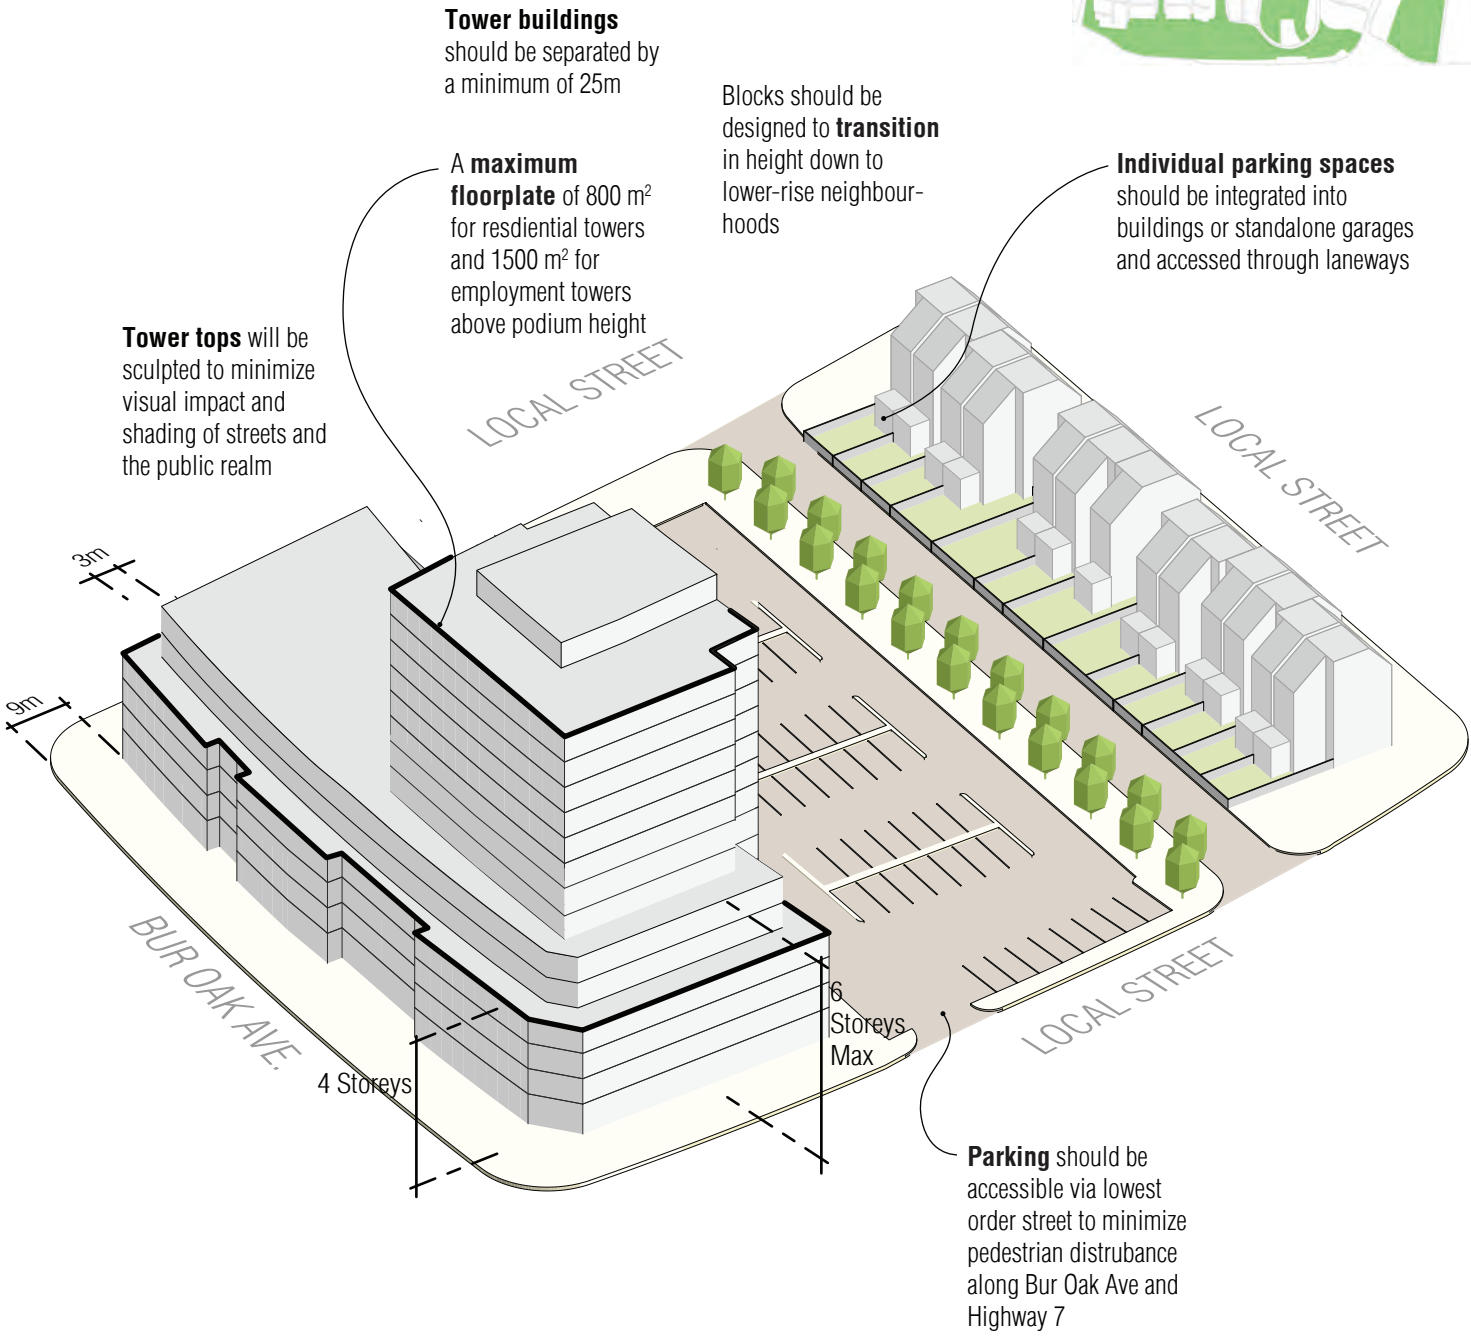 Tower buildings
should be separated by
a minimum of 25m
Blocks should be
designed to transition
in height down to
lower-rise neighbour-
hoods
A maximum
floorplate of 800 m²
for resdiential towers
and 1500 m² for
employment towers
above podium height
Individual parking spaces
should be integrated into
buildings or standalone garages
and accessed through laneways
Tower tops will be
sculpted to minimize
visual impact and
shading of streets and
the public realm
LOCAL STREET
LOCAL STREET
3m
9m
BUR OAK AVE.
4 Storeys
6
Storeys
Max
LOCAL STREET
Parking should be
accessible via lowest
order street to minimize
pedestrian distrubance
along Bur Oak Ave and
Highway 7